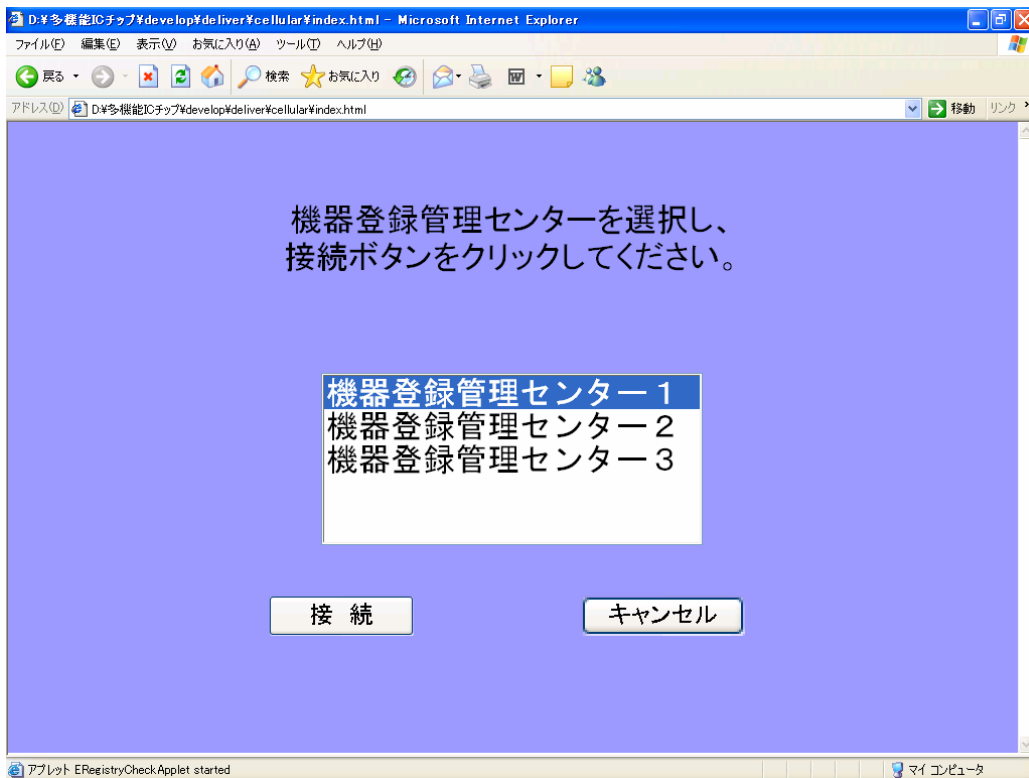 D:¥多機能ICチップ¥develop¥deliver¥cellular¥index.html - Microsoft Internet Explorer
ファイル(F) 編集(E) 表示(V) お気に入り(A) ツール(T) ヘルプ(H)
戻る 検索 お気に入り
アドレス(D) D:¥多機能ICチップ¥develop¥deliver¥cellular¥index.html 移動 リンク »
機器登録管理センターを選択し、
接続ボタンをクリックしてください。
機器登録管理センター１
機器登録管理センター２
機器登録管理センター３
接 続 キャンセル
アプレット ERegistryCheckApplet started マイ コンピュータ